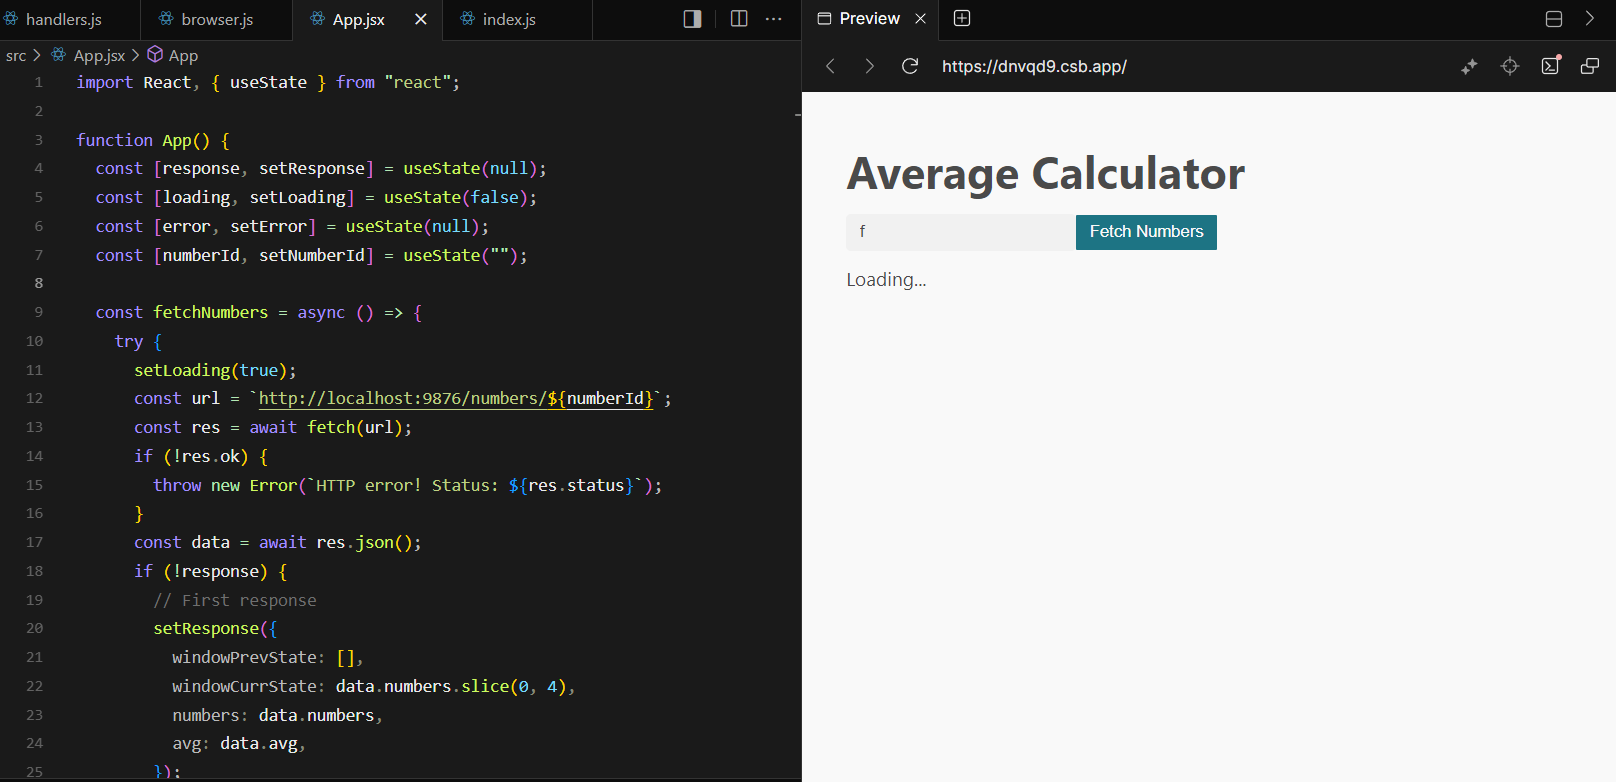 handlers.js browser.js App.jsx index.js
src App.jsx App
1 import React, { useState } from "react";
2
3 function App() {
4 const [response, setResponse] = useState(null);
5 const [loading, setLoading] = useState(false);
6 const [error, setError] = useState(null);
7 const [numberId, setNumberId] = useState("");
8
9 const fetchNumbers = async () => {
10 try {
11 setLoading(true);
12 const url = `http://localhost:9876/numbers/${numberId}`;
13 const res = await fetch(url);
14 if (!res.ok) {
15 throw new Error(`HTTP error! Status: ${res.status}`);
16 }
17 const data = await res.json();
18 if (!response) {
19 // First response
20 setResponse({
21 windowPrevState: [],
22 windowCurrState: data.numbers.slice(0, 4),
23 numbers: data.numbers,
24 avg: data.avg,
25 });
Preview
https://dnvqd9.csb.app/
Average Calculator
f Fetch Numbers
Loading...